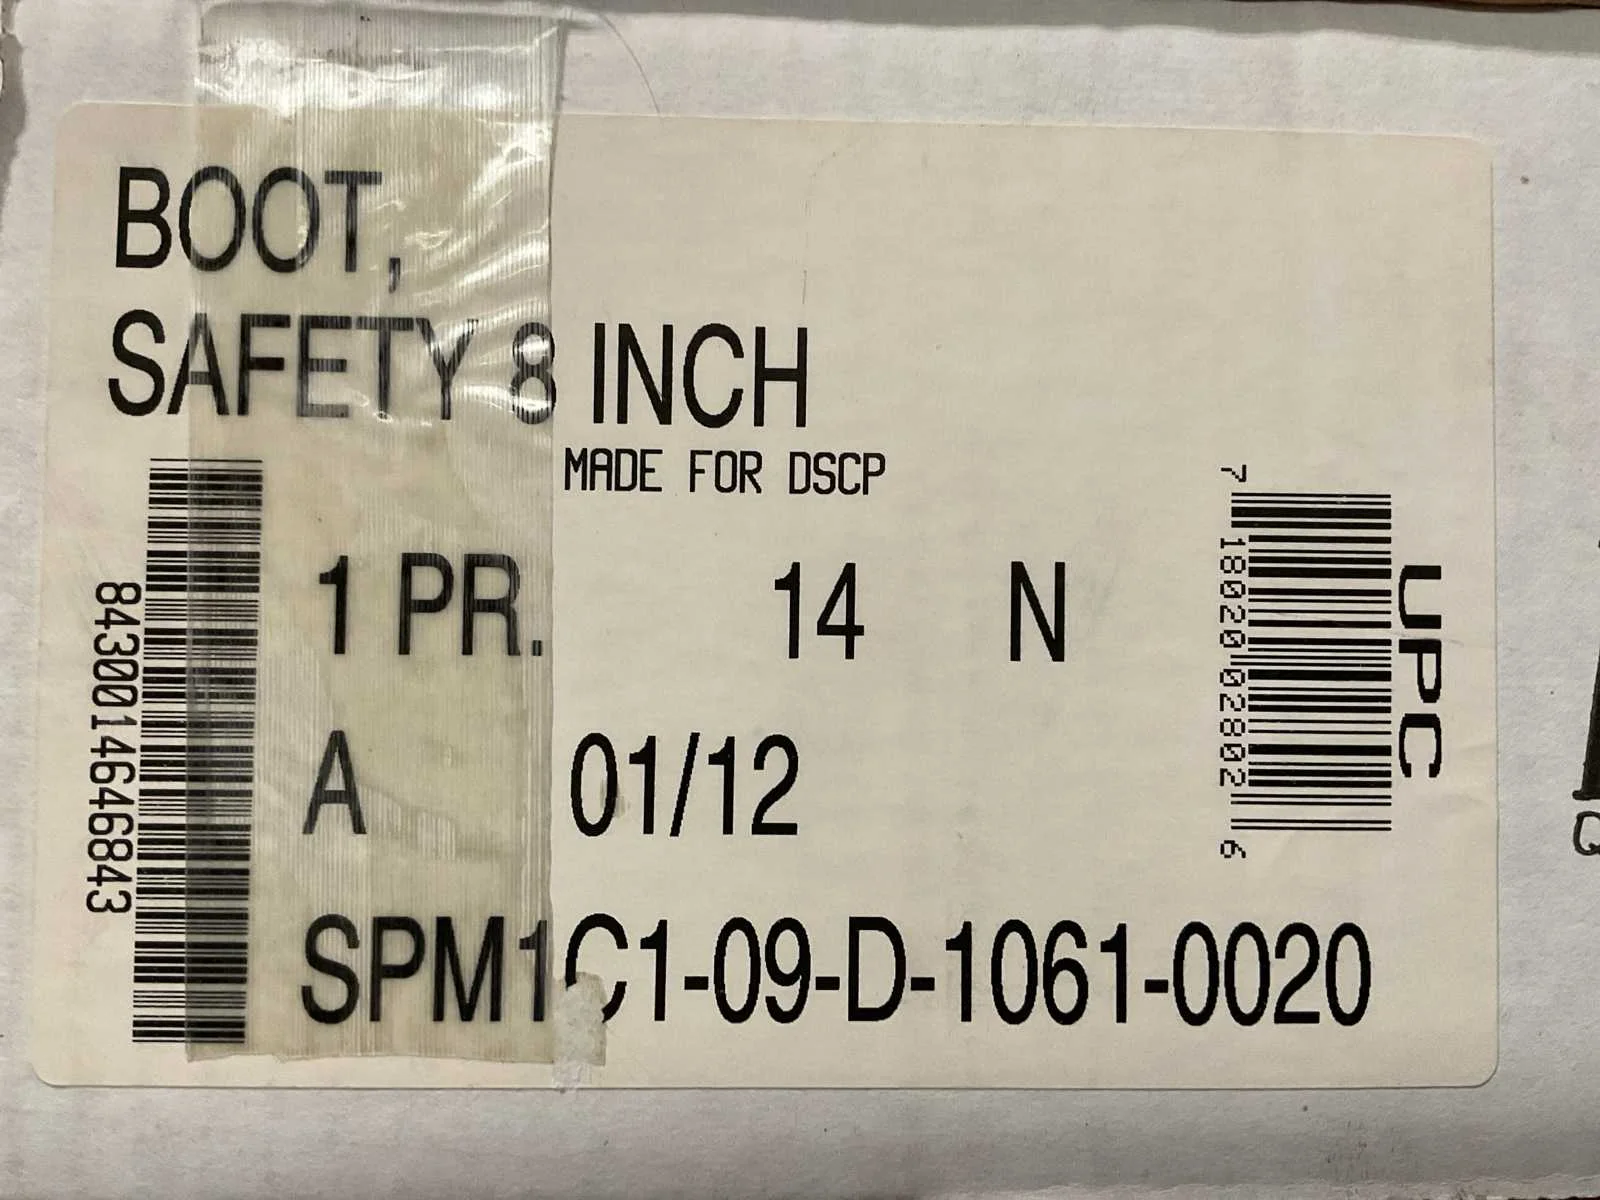 BOOT,
SAFETY 8 INCH
MADE FOR DSCP
1 PR. 14 N
A 01/12
SPM1C1-09-D-1061-0020
8430014646843
7 18020 02802 6
UPC